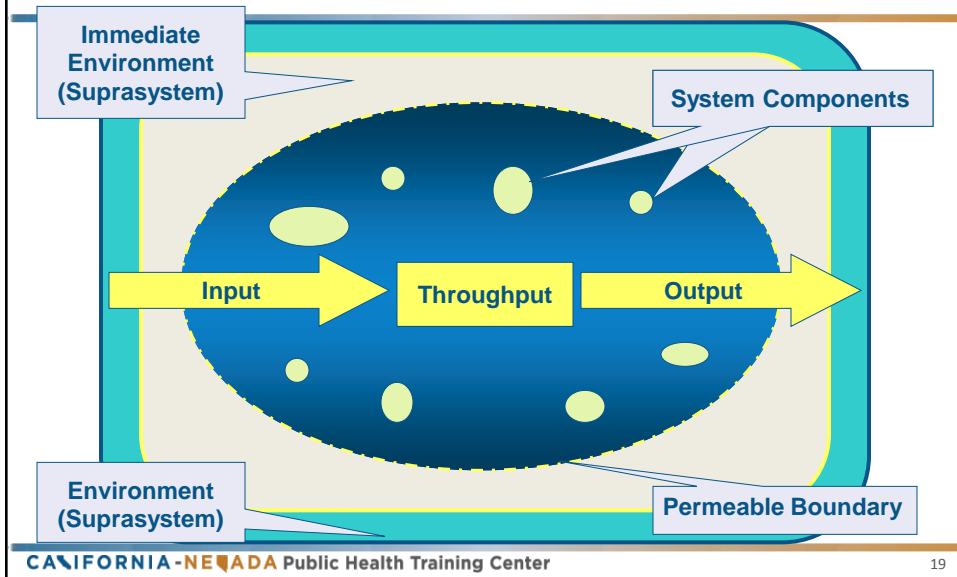 Immediate
Environment
(Suprasystem)
System Components
Input
Throughput
Output
Environment
(Suprasystem)
Permeable Boundary
CALIFORNIA-NEVADA Public Health Training Center
19